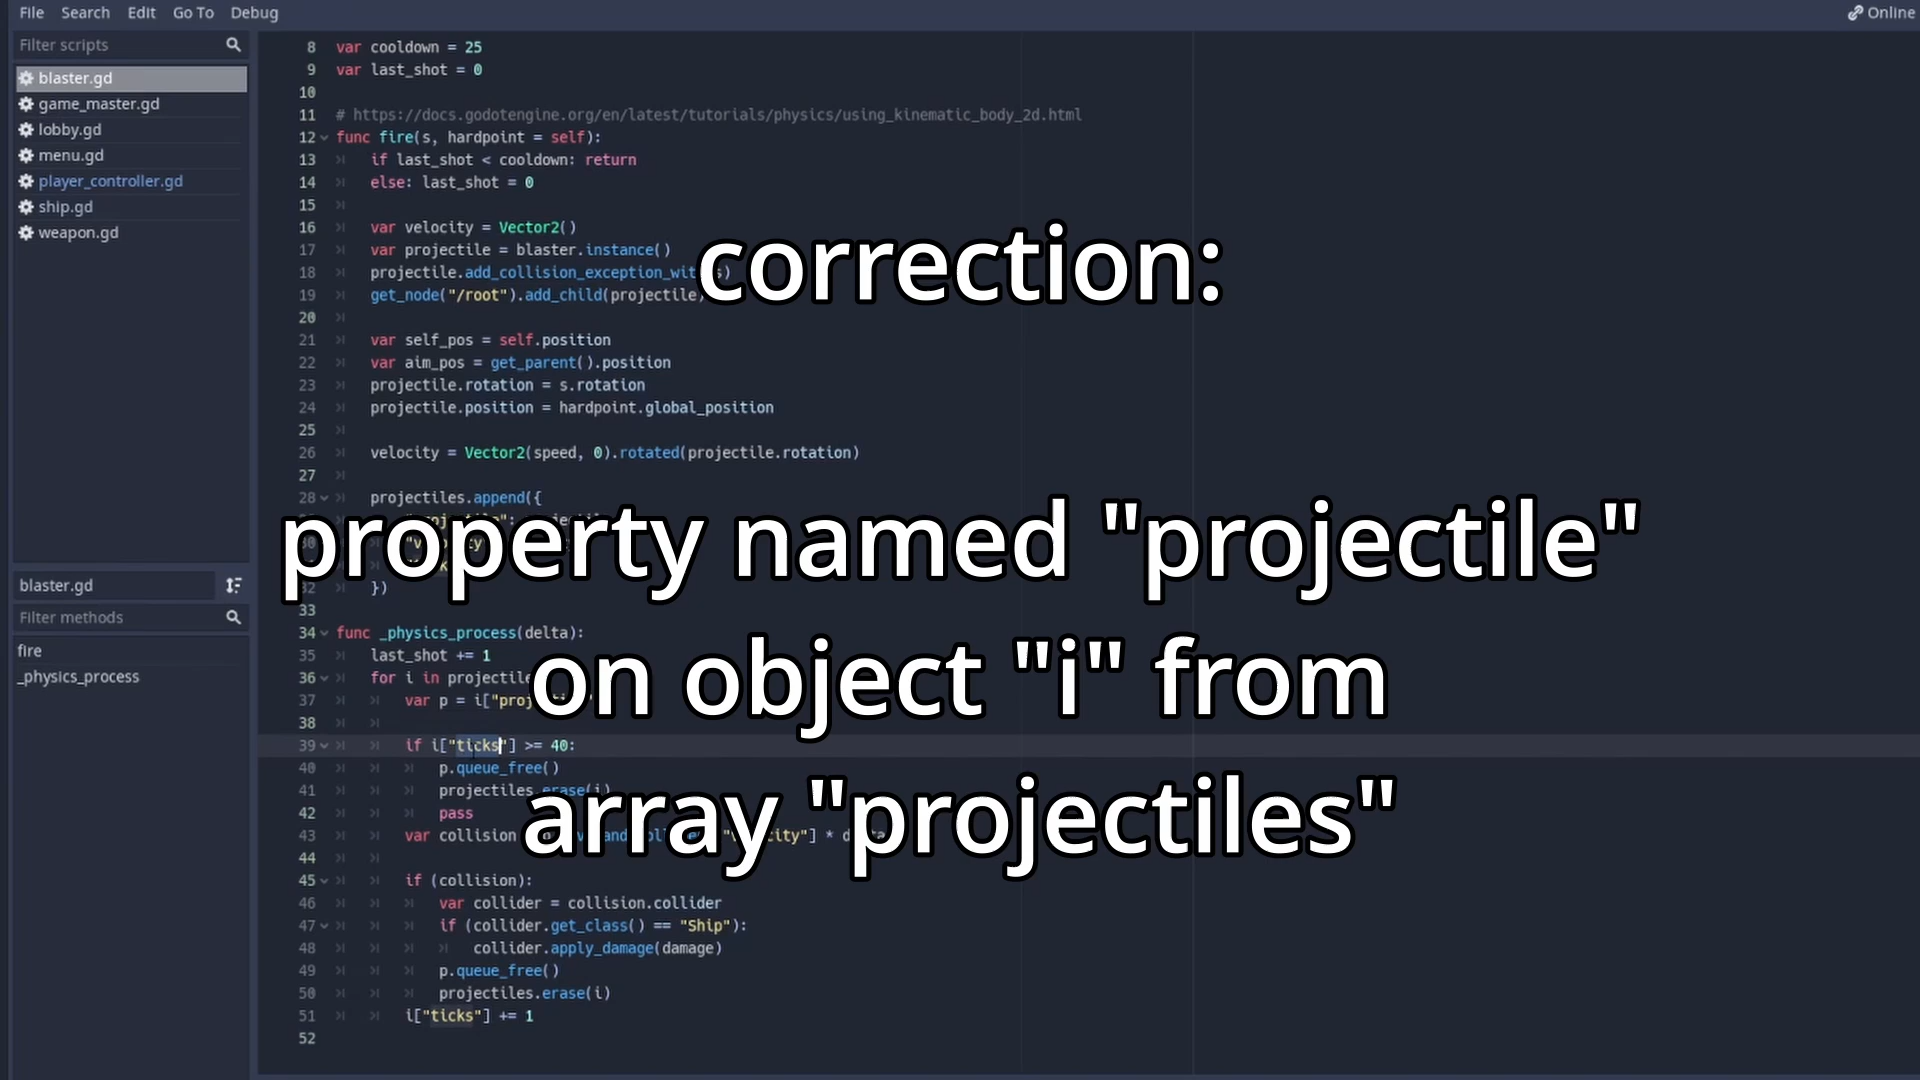 File Search Edit Go To Debug Online
Filter scripts
blaster.gd
game_master.gd
lobby.gd
menu.gd
player_controller.gd
ship.gd
weapon.gd
blaster.gd
Filter methods
fire
_physics_process
8 var cooldown = 25
9 var last_shot = 0
10
11 # https://docs.godotengine.org/en/latest/tutorials/physics/using_kinematic_body_2d.html
12 func fire(s, hardpoint = self):
13 if last_shot < cooldown: return
14 else: last_shot = 0
15
16 var velocity = Vector2()
17 var projectile = blaster.instance()
18 projectile.add_collision_exception_wit s)
19 get_node("/root").add_child(projectile)
20
21 var self_pos = self.position
22 var aim_pos = get_parent().position
23 projectile.rotation = s.rotation
24 projectile.position = hardpoint.global_position
25
26 velocity = Vector2(speed, 0).rotated(projectile.rotation)
27
28 projectiles.append({
32 })
33
34 func _physics_process(delta):
35 last_shot += 1
36 for i in projectile
37 var p = i["proj
38
39 if i["ticks"] >= 40:
40 p.queue_free()
41 projectiles.erase(i)
42 pass
43 var collision "] * d
44
45 if (collision):
46 var collider = collision.collider
47 if (collider.get_class() == "Ship"):
48 collider.apply_damage(damage)
49 p.queue_free()
50 projectiles.erase(i)
51 i["ticks"] += 1
52
correction:
property named "projectile"
on object "i" from
array "projectiles"